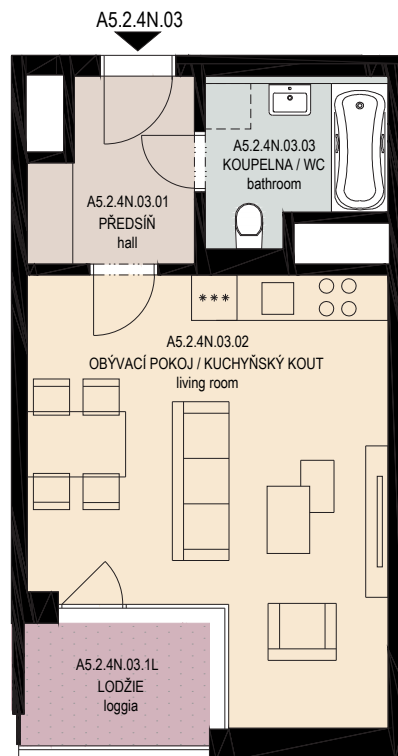 A5.2.4N.03
A5.2.4N.03.03
KOUPELNA / WC
bathroom
A5.2.4N.03.01
PŘEDSÍŇ
hall
***
A5.2.4N.03.02
OBÝVACÍ POKOJ / KUCHYŇSKÝ KOUT
living room
A5.2.4N.03.1L
LODŽIE
loggia